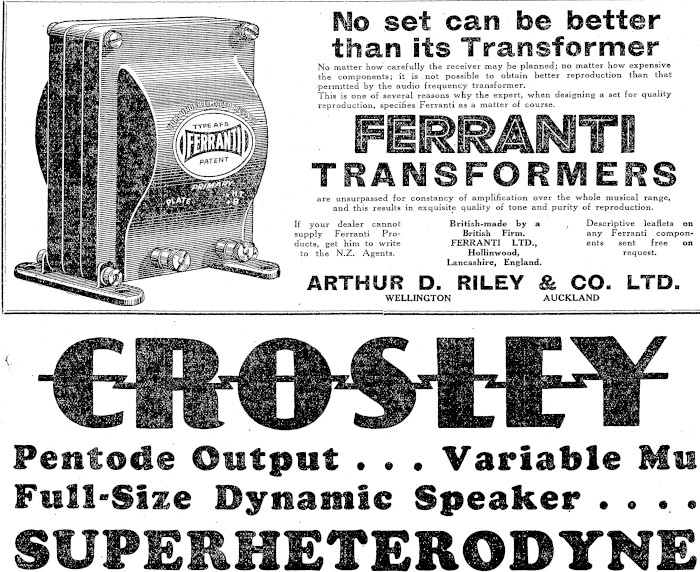 No set can be better
than its Transformer
No matter how carefully the receiver may be planned; no matter how expensive
the components; it is not possible to obtain better reproduction than that
permitted by the audio frequency transformer.
This is one of several reasons why the expert, when designing a set for quality
reproduction, specifies Ferranti as a matter of course.
FERRANTI
TRANSFORMERS
are unsurpassed for constancy of amplification over the whole musical range,
and this results in exquisite quality of tone and purity of reproduction.
TYPE AF5
FERRANTI
PATENT
PRIMARY
PLATE
If your dealer cannot
supply Ferranti Pro-
ducts, get him to write
to the N.Z. Agents.
British-made by a
British Firm.
FERRANTI LTD.,
Hollinwood,
Lancashire, England.
Descriptive leaflets on
any Ferranti compon-
ents sent free on
request.
ARTHUR D. RILEY & CO. LTD.
WELLINGTON AUCKLAND
CROSLEY
Pentode Output . . . Variable Mu
Full-Size Dynamic Speaker . . . .
SUPERHETERODYNE